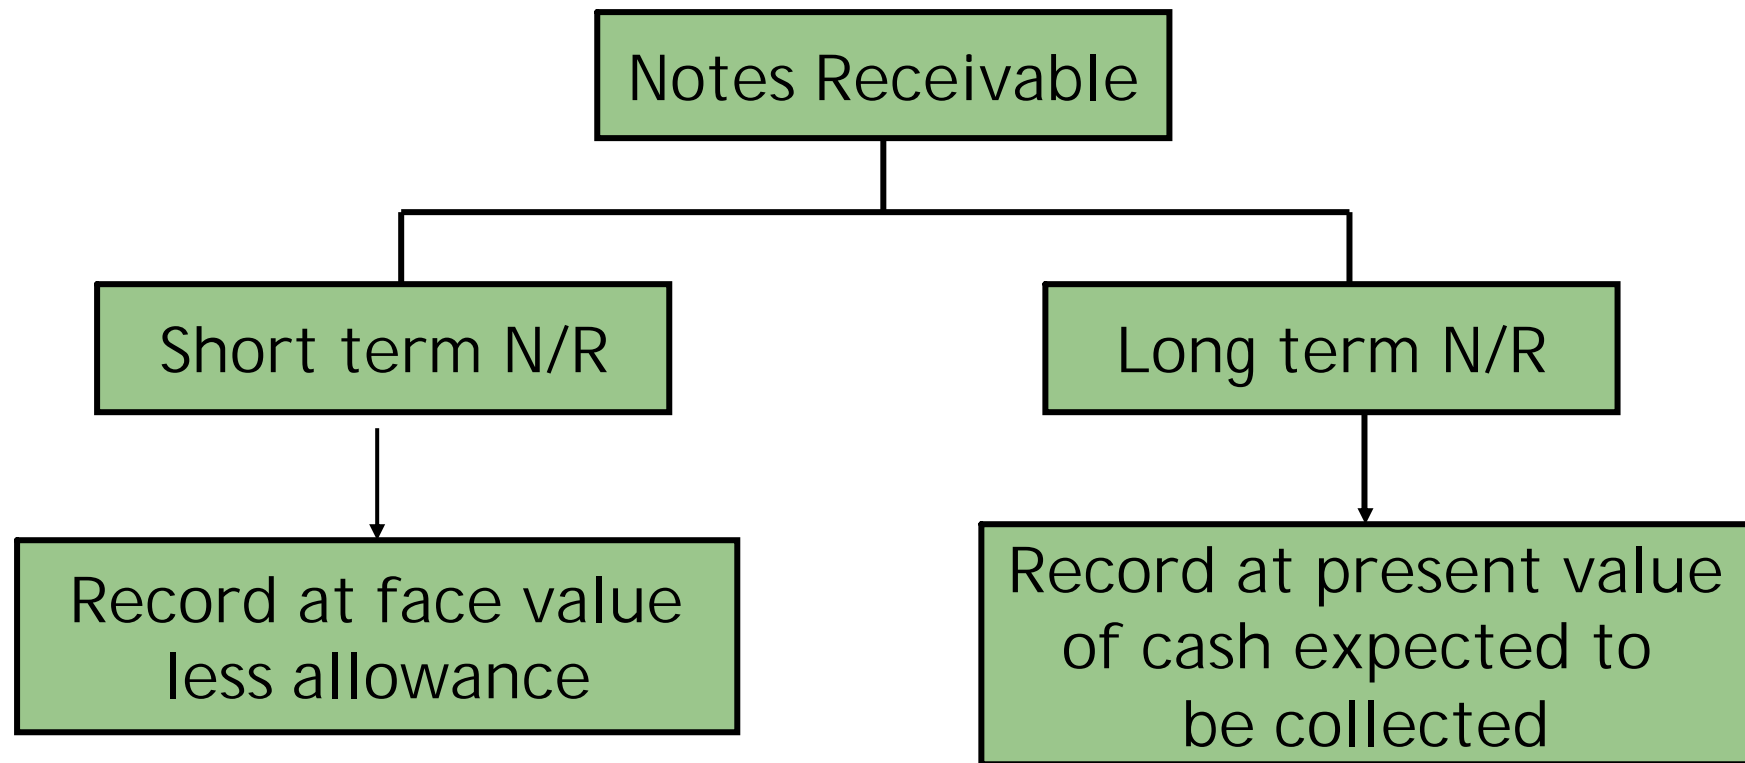 Notes Receivable
Short term N/R
Long term N/R
Record at face value
less allowance
Record at present value
of cash expected to
be collected